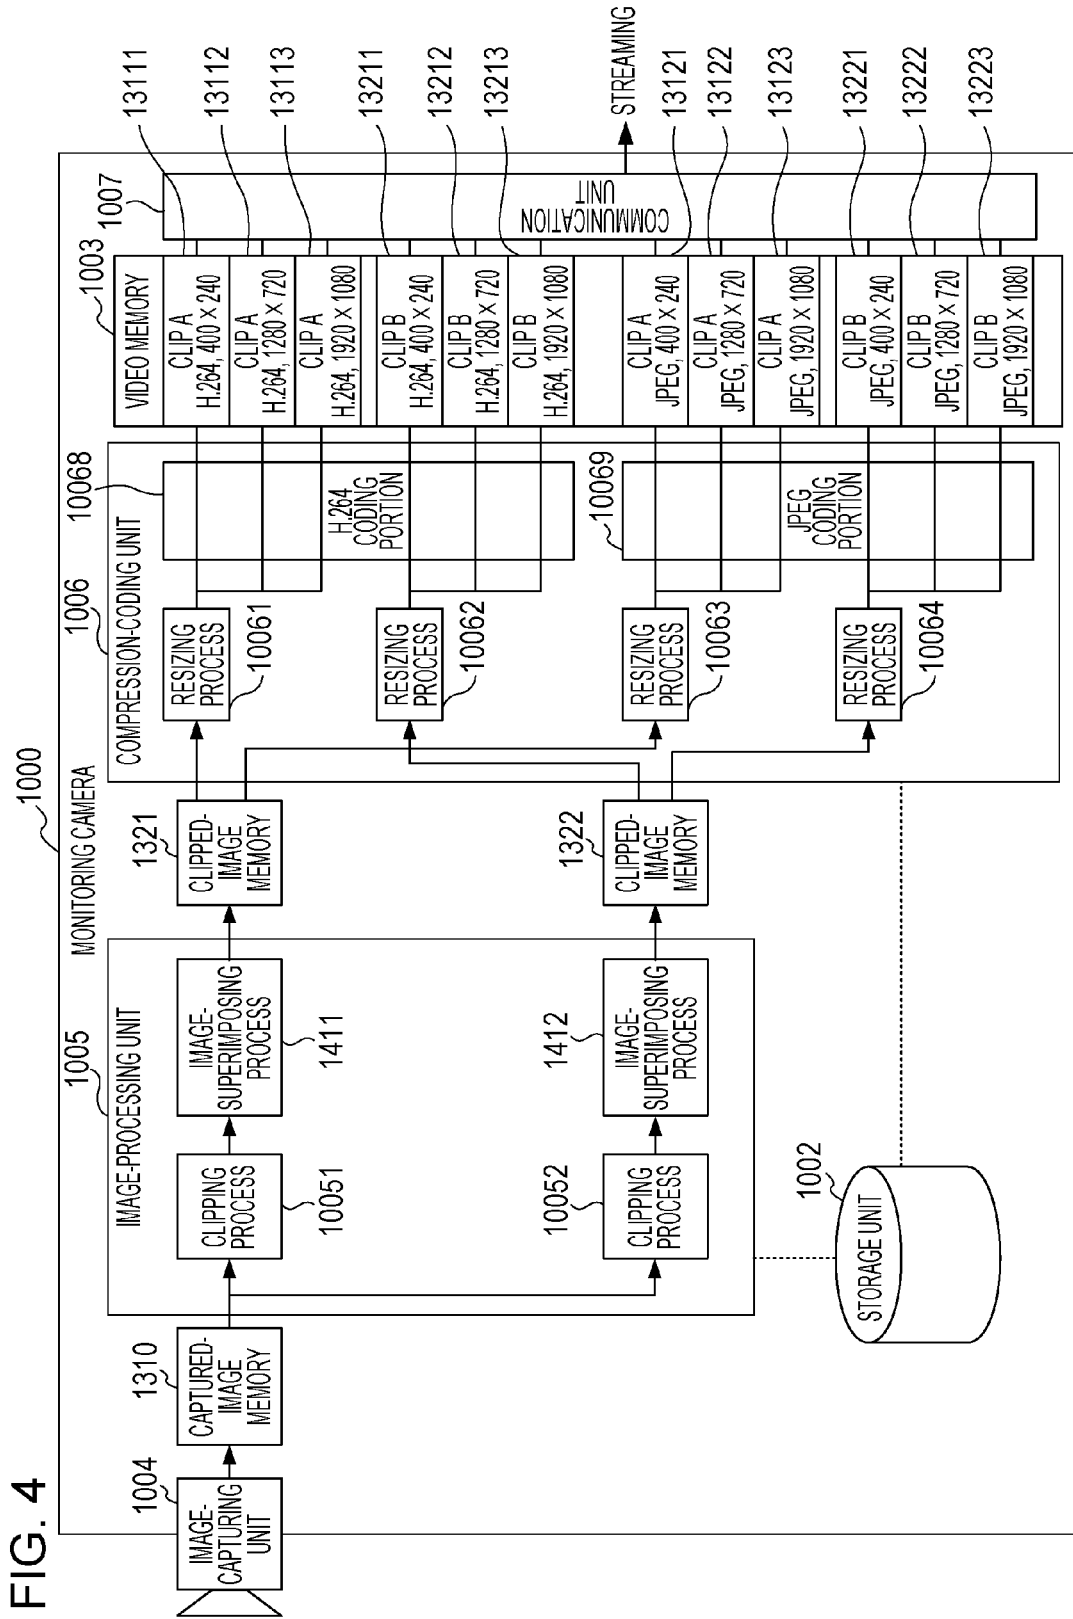 FIG. 4
1000
MONITORING CAMERA
1004
IMAGE-
CAPTURING
UNIT
1310
CAPTURED-
IMAGE
MEMORY
1005
IMAGE-PROCESSING UNIT
CLIPPING
PROCESS
10051
IMAGE-
SUPERIMPOSING
PROCESS
1411
CLIPPING
PROCESS
10052
IMAGE-
SUPERIMPOSING
PROCESS
1412
1002
STORAGE UNIT
1321
CLIPPED-
IMAGE
MEMORY
1322
CLIPPED-
IMAGE
MEMORY
1006
COMPRESSION-CODING UNIT
RESIZING
PROCESS
10061
RESIZING
PROCESS
10062
RESIZING
PROCESS
10063
RESIZING
PROCESS
10064
10068
H.264
CODING
PORTION
10069
JPEG
CODING
PORTION
1003
VIDEO MEMORY
CLIP A
H.264, 400 × 240
CLIP A
H.264, 1280 × 720
CLIP A
H.264, 1920 × 1080
CLIP B
H.264, 400 × 240
CLIP B
H.264, 1280 × 720
CLIP B
H.264, 1920 × 1080
CLIP A
JPEG, 400 × 240
CLIP A
JPEG, 1280 × 720
CLIP A
JPEG, 1920 × 1080
CLIP B
JPEG, 400 × 240
CLIP B
JPEG, 1280 × 720
CLIP B
JPEG, 1920 × 1080
1007
COMMUNICATION
UNIT
13111
13112
13113
13211
13212
13213
STREAMING
13121
13122
13123
13221
13222
13223